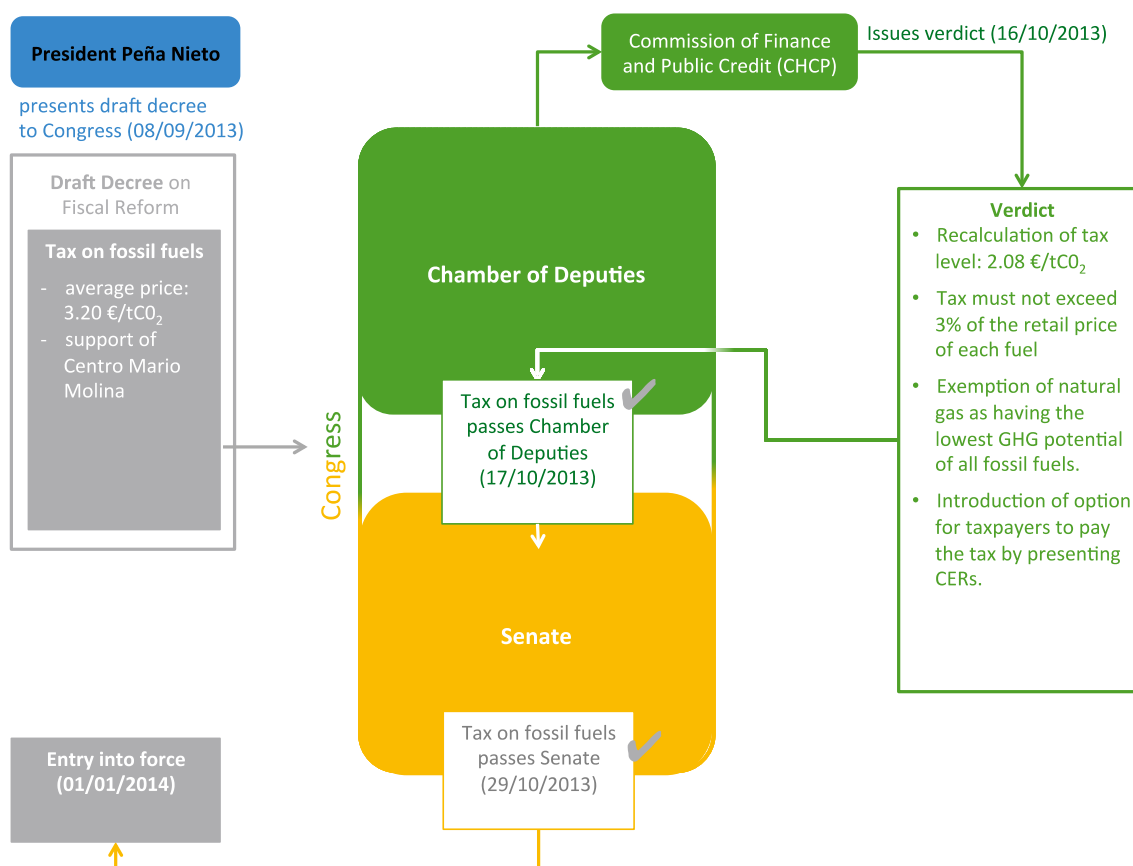 President Peña Nieto
presents draft decree
to Congress (08/09/2013)
Draft Decree on
Fiscal Reform
Tax on fossil fuels
- average price:
3.20 €/tC0₂
- support of
Centro Mario
Molina
Entry into force
(01/01/2014)
Congress
Commission of Finance
and Public Credit (CHCP)
Issues verdict (16/10/2013)
Chamber of Deputies
Tax on fossil fuels
passes Chamber
of Deputies
(17/10/2013)
Senate
Tax on fossil fuels
passes Senate
(29/10/2013)
Verdict
• Recalculation of tax
level: 2.08 €/tC0₂
• Tax must not exceed
3% of the retail price
of each fuel
• Exemption of natural
gas as having the
lowest GHG potential
of all fossil fuels.
• Introduction of option
for taxpayers to pay
the tax by presenting
CERs.